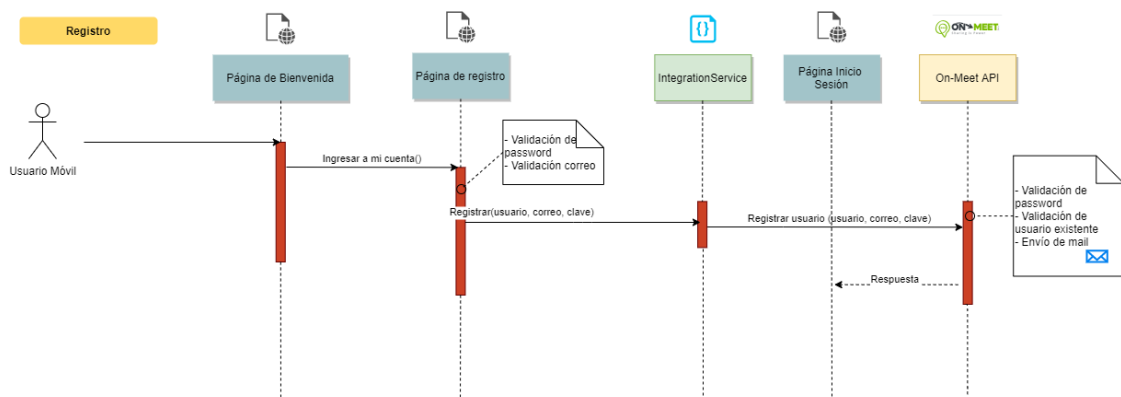 Registro
ON MEET
Página de Bienvenida
Página de registro
IntegrationService
Página Inicio
Sesión
On-Meet API
Usuario Móvil
Ingresar a mi cuenta()
- Validación de
password
- Validación correo
Registrar(usuario, correo, clave)
Registrar usuario (usuario, correo, clave)
- Validación de
password
- Validación de
usuario existente
- Envío de mail
Respuesta